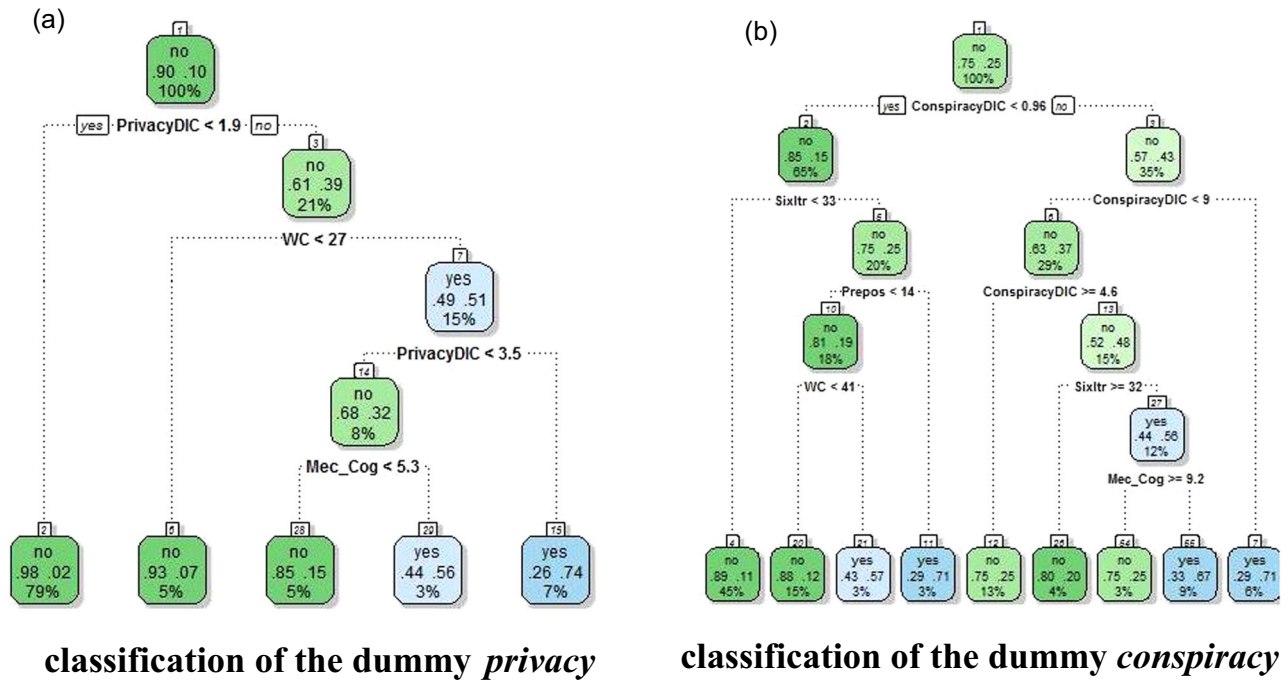 (a)
1
no
.90 .10
100%
yes PrivacyDIC < 1.9 no
3
no
.61 .39
21%
WC < 27
7
yes
.49 .51
15%
PrivacyDIC < 3.5
14
no
.68 .32
8%
Mec_Cog < 5.3
2
no
.98 .02
79%
6
no
.93 .07
5%
28
no
.85 .15
5%
29
yes
.44 .56
3%
15
yes
.26 .74
7%
classification of the dummy privacy
(b)
1
no
.75 .25
100%
yes ConspiracyDIC < 0.96 no
2
no
.85 .15
65%
3
no
.57 .43
35%
SixItr < 33
ConspiracyDIC < 9
5
no
.75 .25
20%
6
no
.63 .37
29%
Prepos < 14
ConspiracyDIC >= 4.6
10
no
.81 .19
18%
13
no
.52 .48
15%
WC < 41
SixItr >= 32
27
yes
.44 .56
12%
Mec_Cog >= 9.2
4
no
.89 .11
45%
20
no
.88 .12
15%
21
yes
.43 .57
3%
11
yes
.29 .71
3%
12
no
.75 .25
13%
26
no
.80 .20
4%
54
no
.75 .25
3%
55
yes
.33 .67
9%
7
yes
.29 .71
6%
classification of the dummy conspiracy